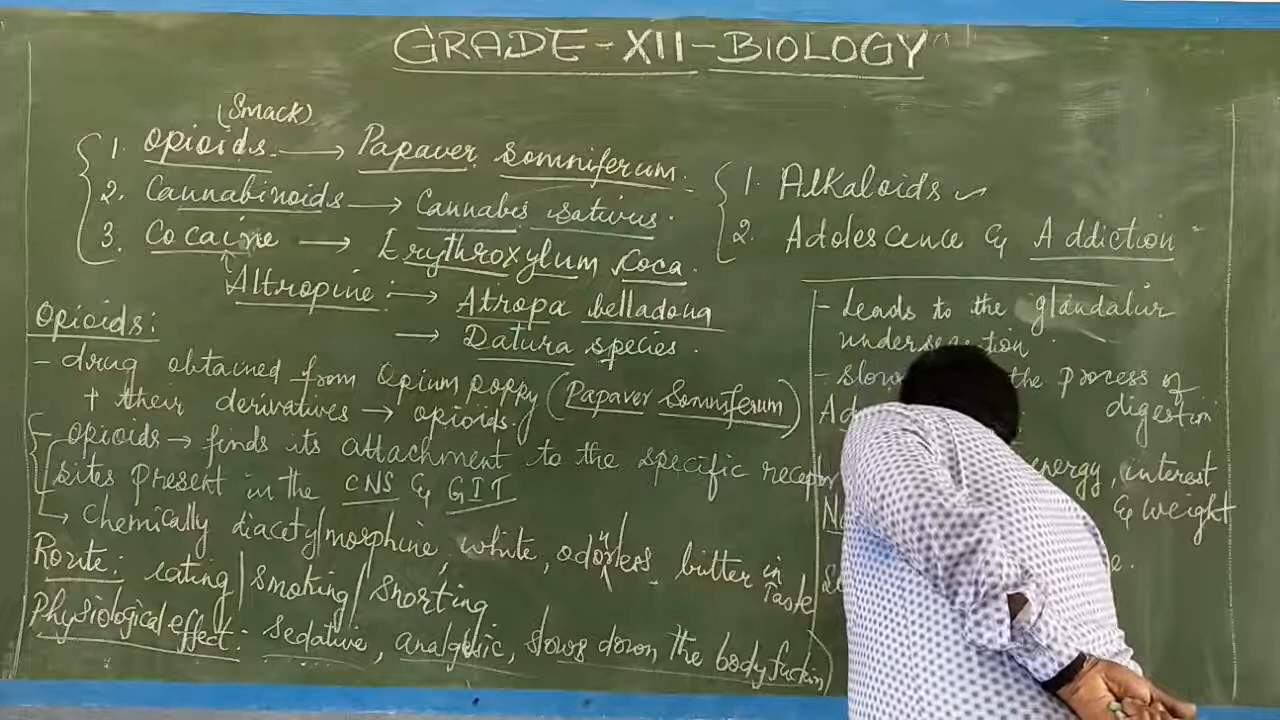 GRADE-XII-BIOLOGY
(Smack)
1. Opioids → Papaver Somniferum.
2. Cannabinoids → Cannabis sativus.
3. Cocaine → Erythroxylum Coca.
Altropine: → Atropa belladona
→ Datura species.
1. Alkaloids
2. Adolescence & Addiction
Opioids:
- drug obtained from Opium poppy (Papaver Somniferum)
+ their derivatives → opioids.
opioids → finds its attachment to the specific receptor
sites present in the CNS & GIT
→ Chemically diacetylmorphine, white, odourless bitter in Taste
Route: eating/smoking/snorting
Physiological effect: sedative, analgesic, slows down the body fuction
- Leads to the glandalur
undersecretion
- Slow the process of
digestion
energy, interest
& weight